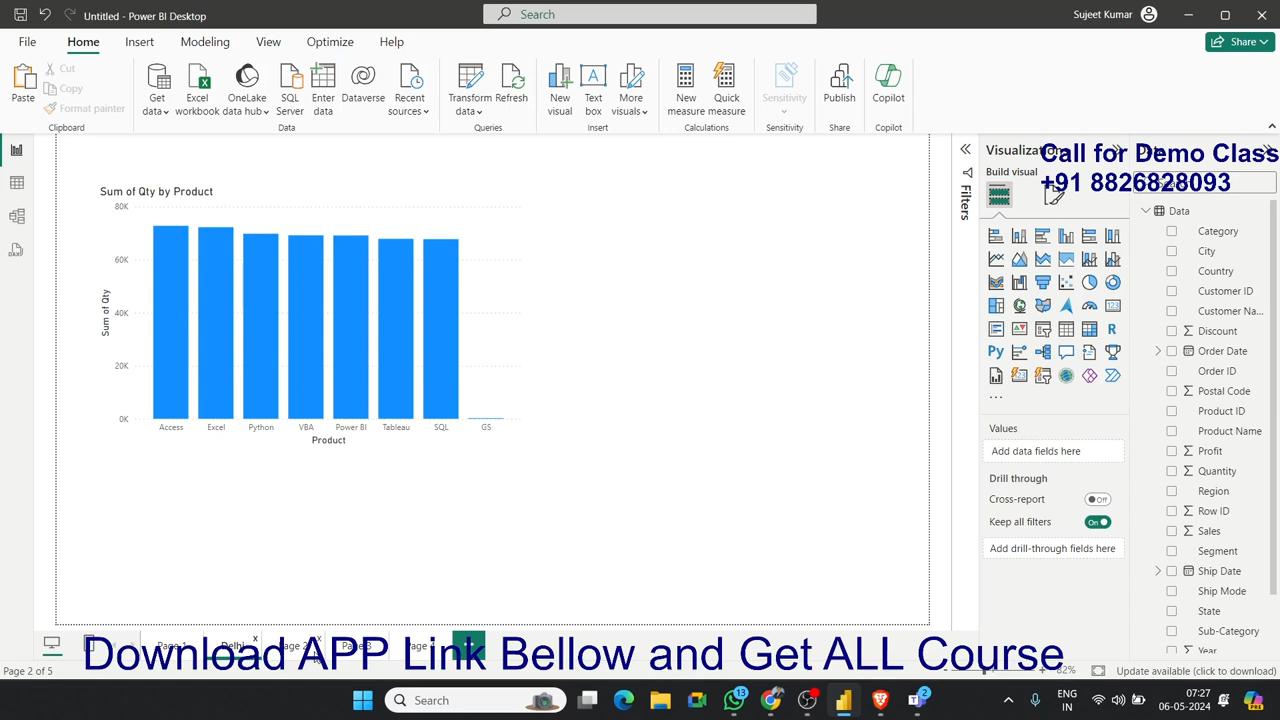 Untitled - Power BI Desktop
Search
Sujeet Kumar
File Home Insert Modeling View Optimize Help
Share
Paste
Cut
Copy
Format painter
Get data
Excel workbook
OneLake data hub
SQL Server
Enter data
Dataverse
Recent sources
Transform data
Refresh
New visual
Text box
More visuals
New measure
Quick measure
Sensitivity
Publish
Copilot
Clipboard Data Queries Insert Calculations Sensitivity Share Copilot
Call for Demo Class
+91 8826828093
Build visual
Filters
Sum of Qty by Product
80K
60K
40K
20K
0K
Sum of Qty
Access Excel Python VBA Power BI Tableau SQL GS
Product
Values
Add data fields here
Drill through
Cross-report Off
Keep all filters On
Add drill-through fields here
Data
Category
City
Country
Customer ID
Customer Na...
Discount
Order Date
Order ID
Postal Code
Product ID
Product Name
Profit
Quantity
Region
Row ID
Sales
Segment
Ship Date
Ship Mode
State
Sub-Category
Year
Delhi
Download APP Link Bellow and Get ALL Course
Page 2 of 5
Update available (click to download)
Search
13
2
ENG
IN
07:27
06-05-2024